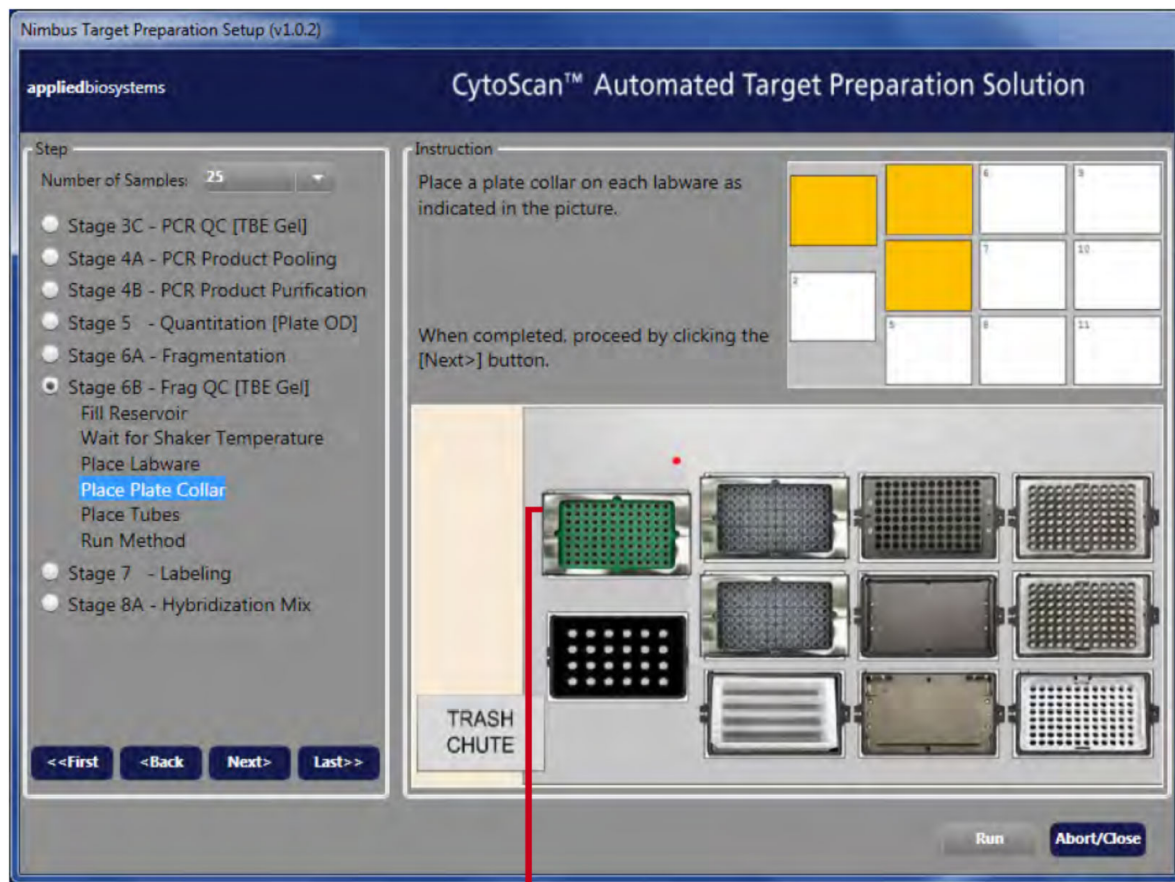 Nimbus Target Preparation Setup (v1.0.2)
appliedbiosystems
CytoScan™ Automated Target Preparation Solution
Step
Number of Samples: 25
Stage 3C - PCR QC [TBE Gel]
Stage 4A - PCR Product Pooling
Stage 4B - PCR Product Purification
Stage 5 - Quantitation [Plate OD]
Stage 6A - Fragmentation
Stage 6B - Frag QC [TBE Gel]
Fill Reservoir
Wait for Shaker Temperature
Place Labware
Place Plate Collar
Place Tubes
Run Method
Stage 7 - Labeling
Stage 8A - Hybridization Mix
<<First
<Back
Next>
Last>>
Instruction
Place a plate collar on each labware as
indicated in the picture.
When completed, proceed by clicking the
[Next>] button.
6
9
2
7
10
5
8
11
TRASH
CHUTE
Run
Abort/Close